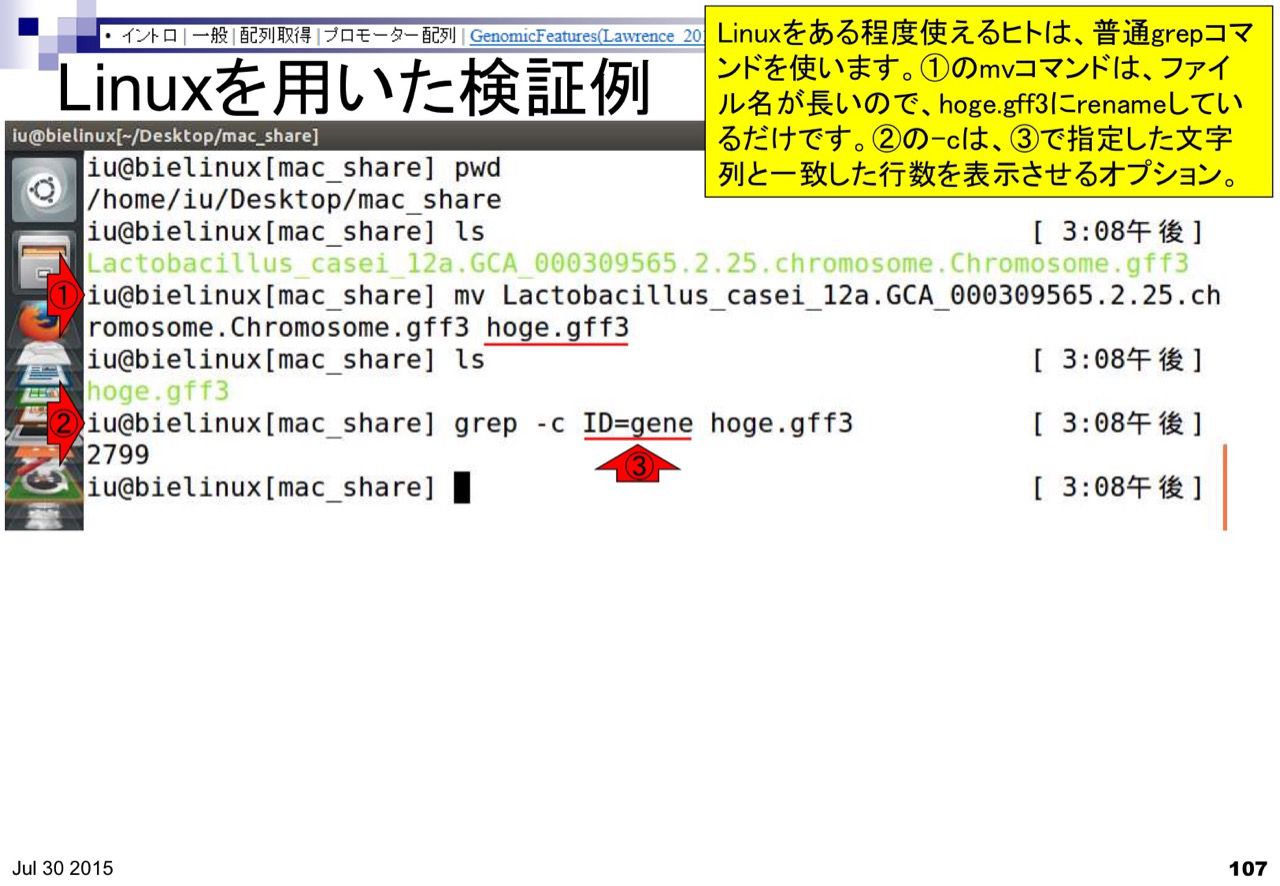 • イントロ | 一般 | 配列取得 | プロモーター配列 | GenomicFeatures(Lawrence_20
Linuxを用いた検証例
Linuxをある程度使えるヒトは、普通grepコマ
ンドを使います。①のmvコマンドは、ファイ
ル名が長いので、hoge.gff3にrenameしてい
るだけです。②の-cは、③で指定した文字
列と一致した行数を表示させるオプション。
iu@bielinux[~/Desktop/mac_share]
iu@bielinux[mac_share] pwd
/home/iu/Desktop/mac_share
iu@bielinux[mac_share] ls [ 3:08午後]
Lactobacillus_casei_12a.GCA_000309565.2.25.chromosome.Chromosome.gff3
① iu@bielinux[mac_share] mv Lactobacillus_casei_12a.GCA_000309565.2.25.ch
romosome.Chromosome.gff3 hoge.gff3
iu@bielinux[mac_share] ls [ 3:08午後]
hoge.gff3
② iu@bielinux[mac_share] grep -c ID=gene hoge.gff3 [ 3:08午後]
2799
③
iu@bielinux[mac_share] [ 3:08午後]
Jul 30 2015
107